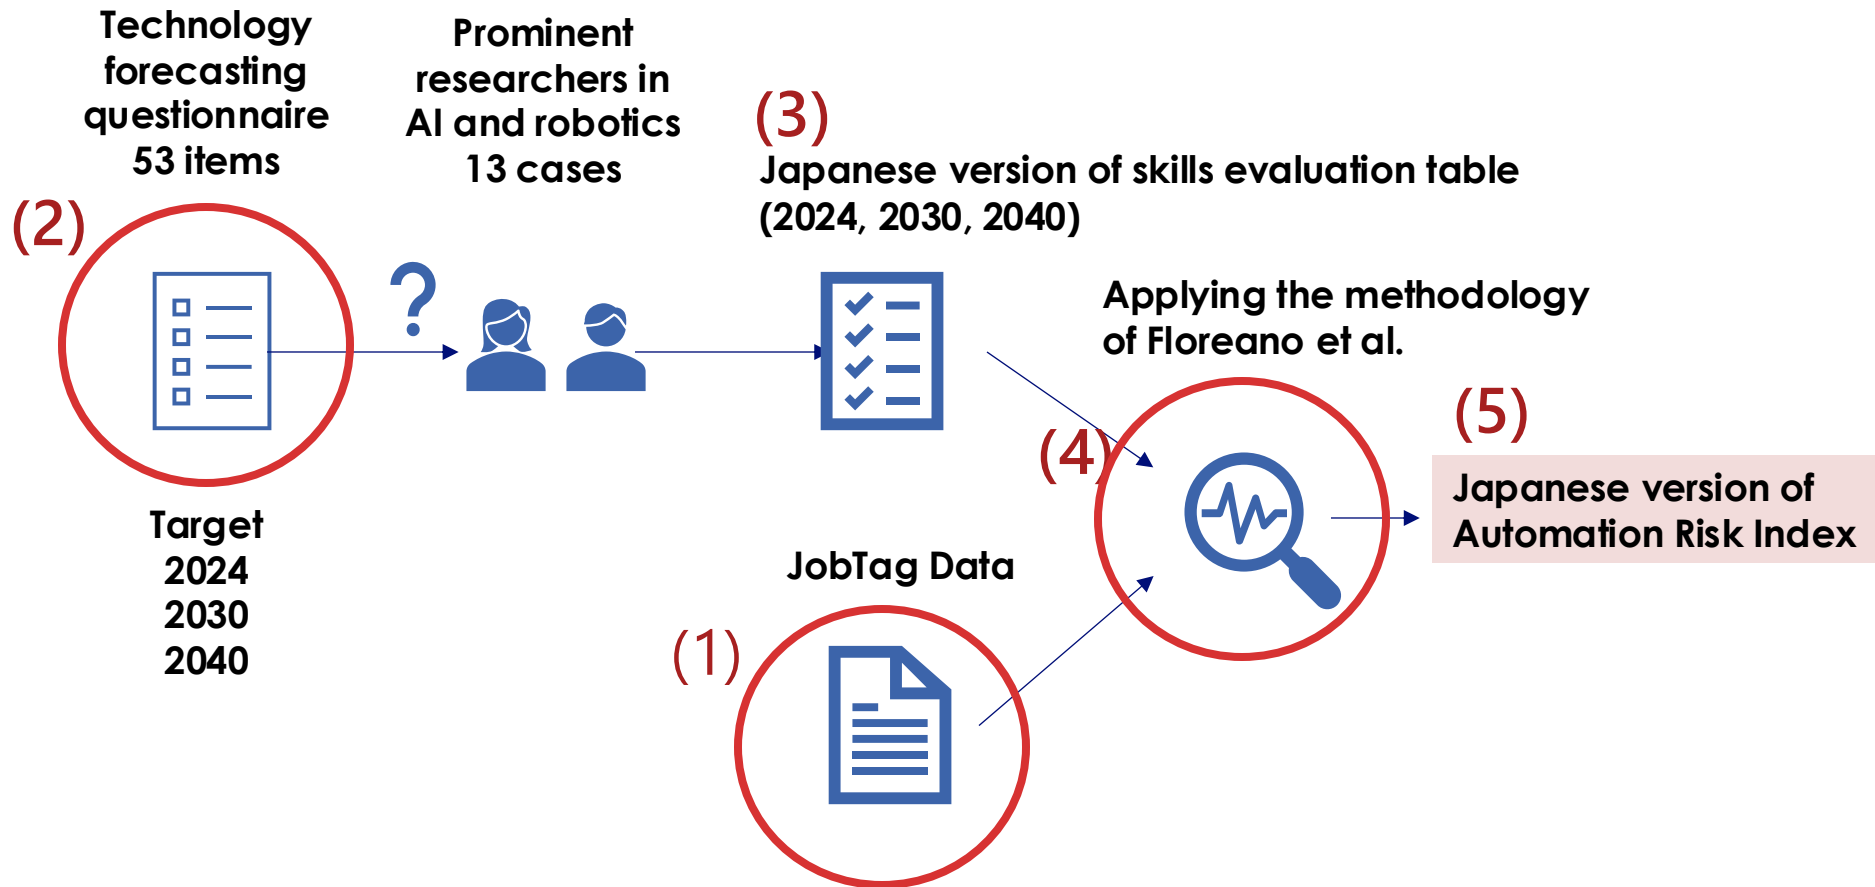 Technology
forecasting
questionnaire
53 items
Prominent
researchers in
AI and robotics
13 cases
(3)
Japanese version of skills evaluation table
(2024, 2030, 2040)
(2)
?
Applying the methodology
of Floreano et al.
(4)
(5)
Japanese version of
Automation Risk Index
Target
2024
2030
2040
JobTag Data
(1)